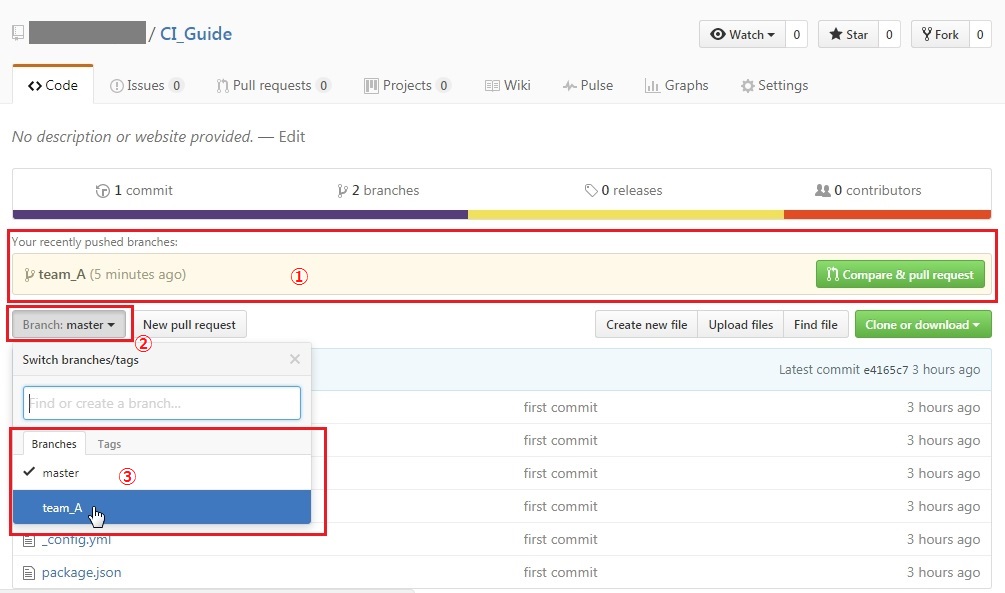 / CI_Guide
Watch 0 Star 0 Fork 0
Code Issues 0 Pull requests 0 Projects 0 Wiki Pulse Graphs Settings
No description or website provided. — Edit
1 commit 2 branches 0 releases 0 contributors
Your recently pushed branches:
team_A (5 minutes ago) ① Compare & pull request
Branch: master New pull request Create new file Upload files Find file Clone or download
②
Switch branches/tags ×
Latest commit e4165c7 3 hours ago
Find or create a branch...
first commit 3 hours ago
Branches Tags
first commit 3 hours ago
master ③
first commit 3 hours ago
team_A
first commit 3 hours ago
_config.yml first commit 3 hours ago
package.json first commit 3 hours ago